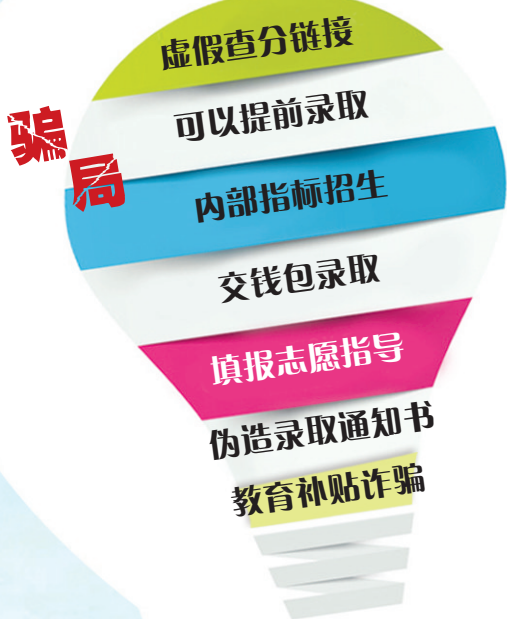 虚假查分链接
可以提前录取
骗局
内部指标招生
交钱包录取
填报志愿指导
伪造录取通知书
教育补贴诈骗